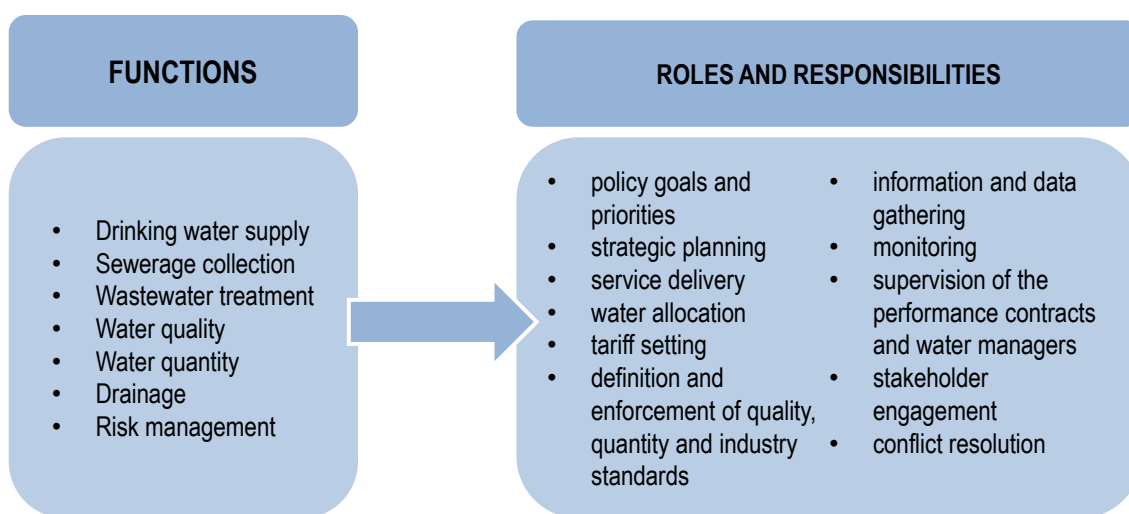 FUNCTIONS
• Drinking water supply
• Sewerage collection
• Wastewater treatment
• Water quality
• Water quantity
• Drainage
• Risk management
ROLES AND RESPONSIBILITIES
• policy goals and
priorities
• strategic planning
• service delivery
• water allocation
• tariff setting
• definition and
enforcement of quality,
quantity and industry
standards
• information and data
gathering
• monitoring
• supervision of the
performance contracts
and water managers
• stakeholder
engagement
• conflict resolution